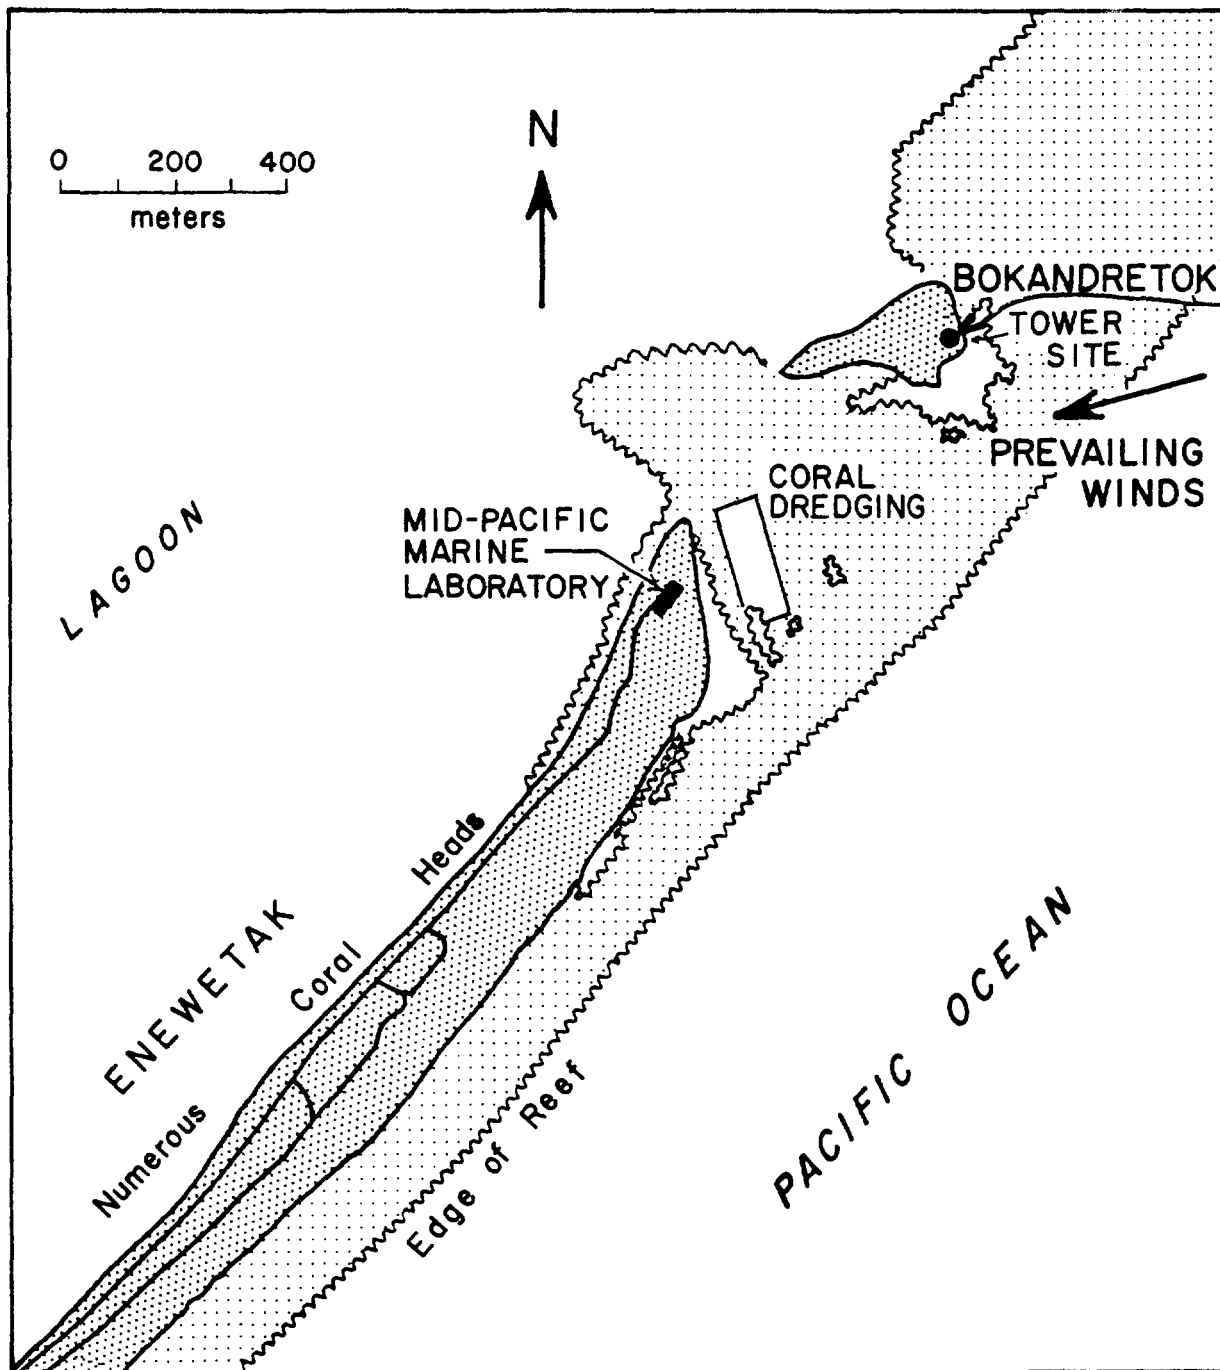 N
0 200 400
meters
BOKANDRETOK
TOWER
SITE
PREVAILING
WINDS
CORAL
DREDGING
MID-PACIFIC
MARINE
LABORATORY
LAGOON
ENEWETAK
Numerous Coral Heads
Edge of Reef
PACIFIC OCEAN